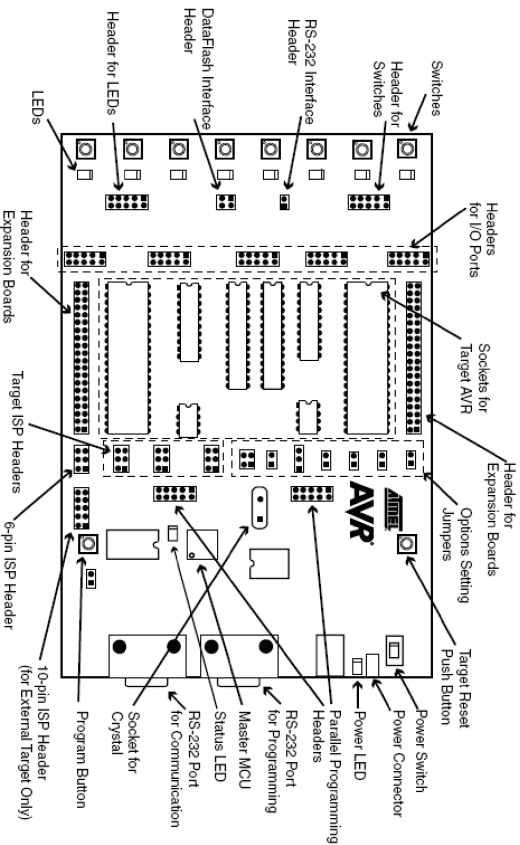 Switches
Header for
Switches
RS-232 Interface
Header
DataFlash Interface
Header
Header for LEDs
LEDs
Headers
for I/O Ports
Sockets for
Target AVR
Header for
Expansion Boards
Options Setting
Jumpers
Target Reset
Push Button
Power Switch
Power Connector
Power LED
Parallel Programming
Headers
RS-232 Port
for Programming
Master MCU
Status LED
RS-232 Port
for Communication
Socket for
Crystal
Program Button
10-pin ISP Header
(for External Target Only)
6-pin ISP Header
Target ISP Headers
Header for
Expansion Boards
ATMEL
AVR